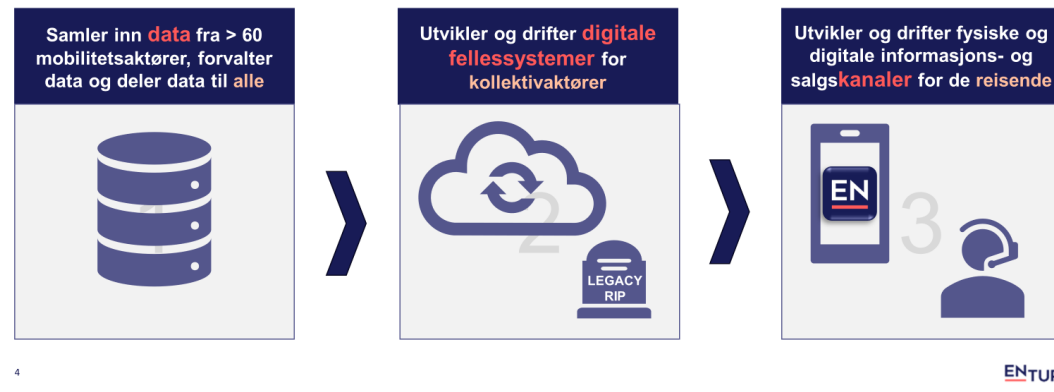 Samler inn data fra > 60
mobilitetsaktører, forvalter
data og deler data til alle
1
Utvikler og drifter digitale
fellessystemer for
kollektivaktører
2
LEGACY
RIP
Utvikler og drifter fysiske og
digitale informasjons- og
salgskanaler for de reisende
EN
3
4
ENTUR